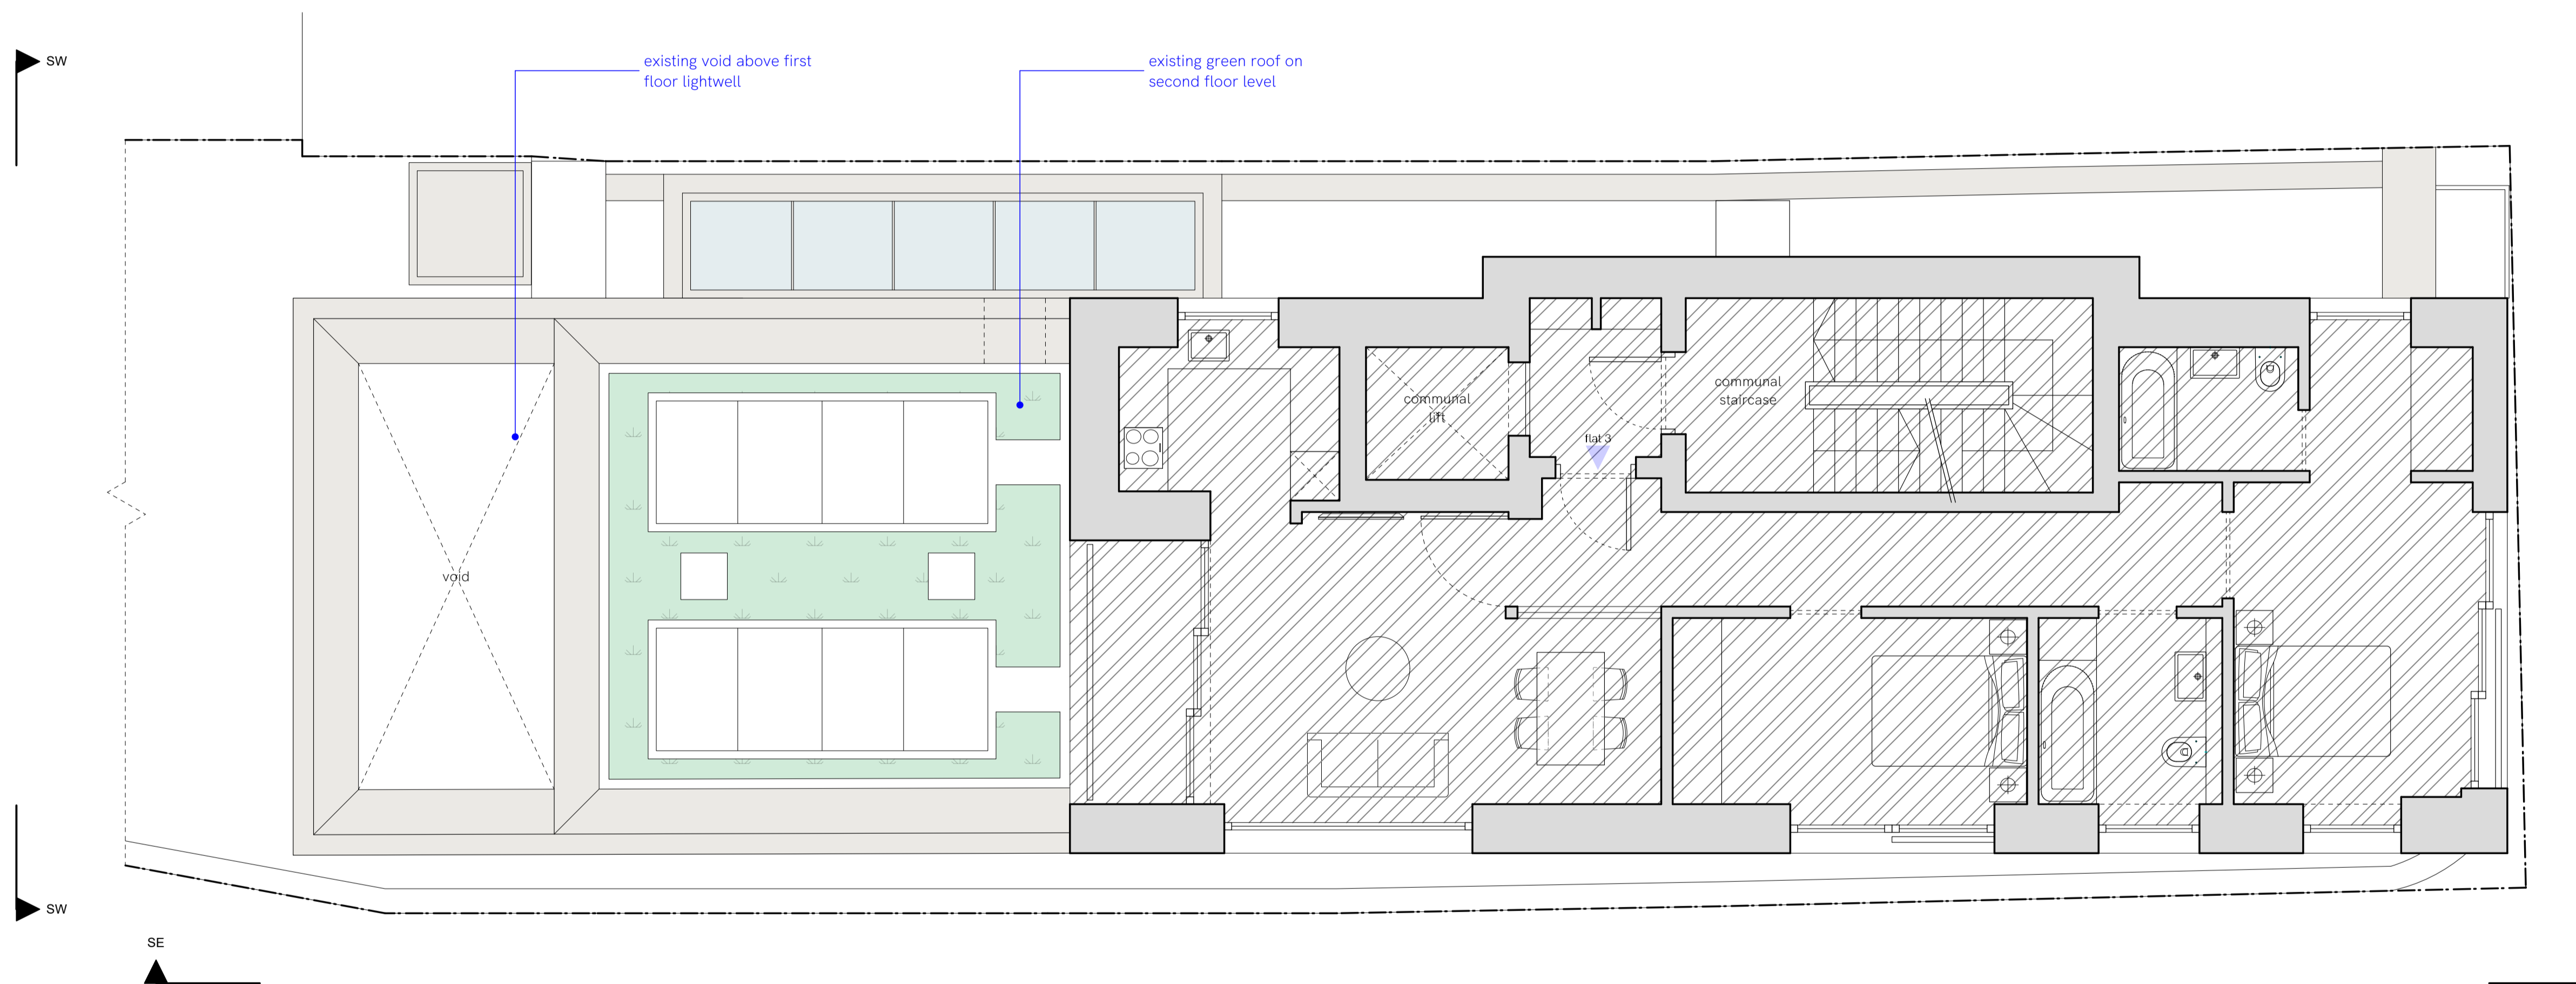 SW
existing void above first
floor lightwell
existing green roof on
second floor level
communal
lift
communal
staircase
flat 3
void
SW
SE